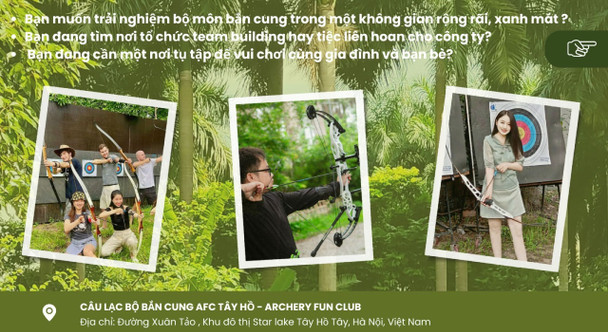 • Bạn muốn trải nghiệm bộ môn bắn cung trong một không gian rộng rãi, xanh mát ?
• Bạn đang tìm nơi tổ chức team building hay tiệc liên hoan cho công ty?
• Bạn đang cần một nơi tụ tập để vui chơi cùng gia đình và bạn bè?
CÂU LẠC BỘ BẮN CUNG AFC TÂY HỒ - ARCHERY FUN CLUB
Địa chỉ: Đường Xuân Tảo , Khu đô thị Star lake Tây Hồ Tây, Hà Nội, Việt Nam